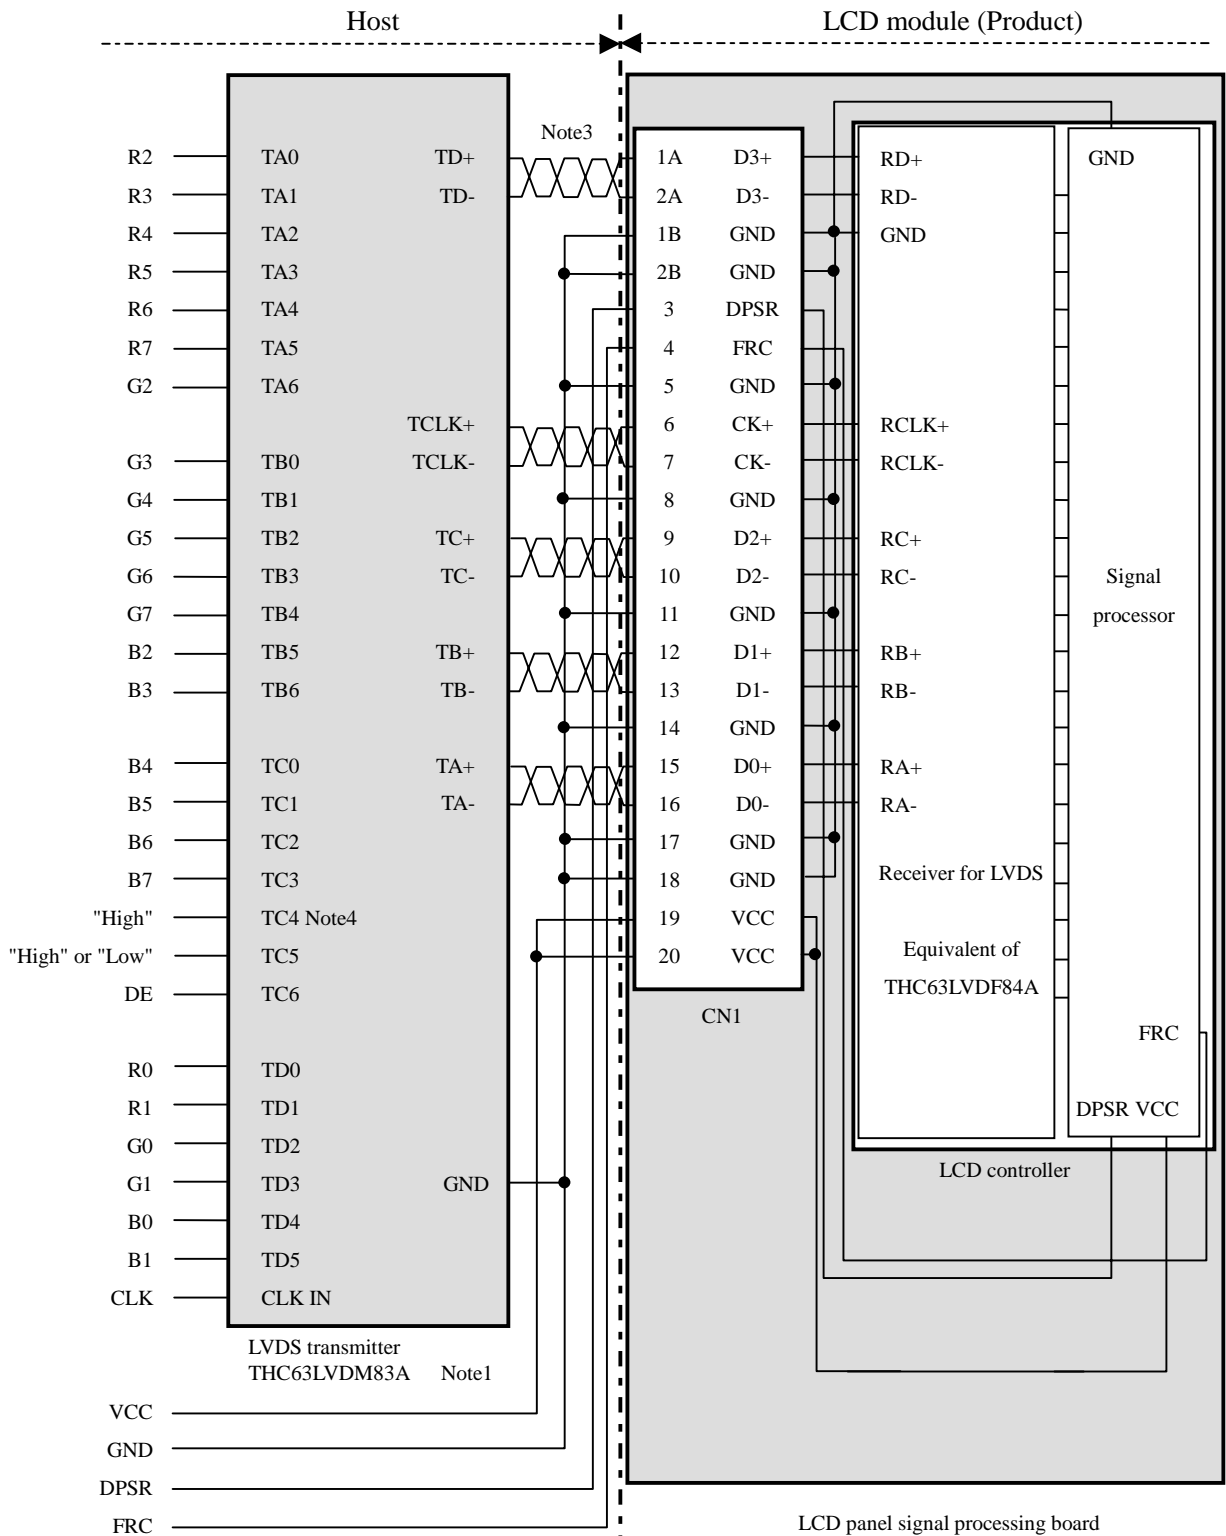 Host LCD module (Product)
Note3
R2 TA0 TD+ 1A D3+ RD+ GND
R3 TA1 TD- 2A D3- RD-
R4 TA2 1B GND GND
R5 TA3 2B GND
R6 TA4 3 DPSR
R7 TA5 4 FRC
G2 TA6 5 GND
TCLK+ 6 CK+ RCLK+
G3 TB0 TCLK- 7 CK- RCLK-
G4 TB1 8 GND
G5 TB2 TC+ 9 D2+ RC+
G6 TB3 TC- 10 D2- RC- Signal
G7 TB4 11 GND processor
B2 TB5 TB+ 12 D1+ RB+
B3 TB6 TB- 13 D1- RB-
14 GND
B4 TC0 TA+ 15 D0+ RA+
B5 TC1 TA- 16 D0- RA-
B6 TC2 17 GND
B7 TC3 18 GND Receiver for LVDS
"High" TC4 Note4 19 VCC
"High" or "Low" TC5 20 VCC Equivalent of
DE TC6 THC63LVDF84A
CN1
FRC
R0 TD0
R1 TD1 DPSR VCC
G0 TD2
G1 TD3 GND LCD controller
B0 TD4
B1 TD5
CLK CLK IN
LVDS transmitter
THC63LVDM83A Note1
VCC
GND
DPSR
FRC LCD panel signal processing board